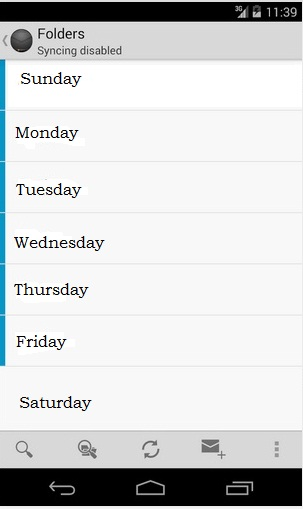 3G 11:39
Folders
Syncing disabled
Sunday
Monday
Tuesday
Wednesday
Thursday
Friday
Saturday